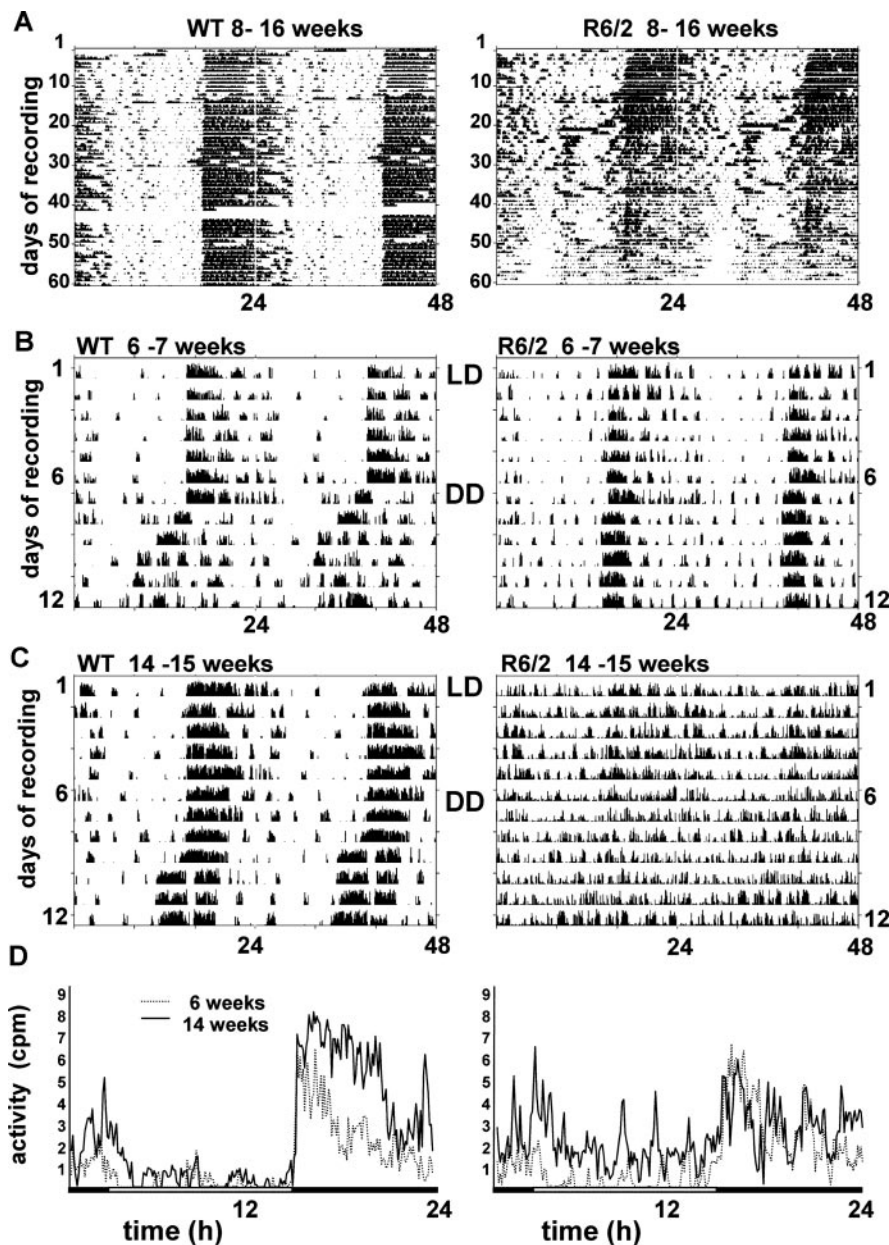 A
WT 8- 16 weeks
R6/2 8- 16 weeks
1
10
20
30
40
50
60
days of recording
24
48
1
10
20
30
40
50
60
24
48
B
WT 6 -7 weeks
R6/2 6 -7 weeks
1
6
12
days of recording
24
48
LD
DD
1
6
12
24
48
C
WT 14 -15 weeks
R6/2 14 -15 weeks
1
6
12
days of recording
24
48
LD
DD
1
6
12
24
48
D
9
8
7
6
5
4
3
2
1
activity (cpm)
6 weeks
14 weeks
time (h)
12
24
9
8
7
6
5
4
3
2
1
time (h)
12
24